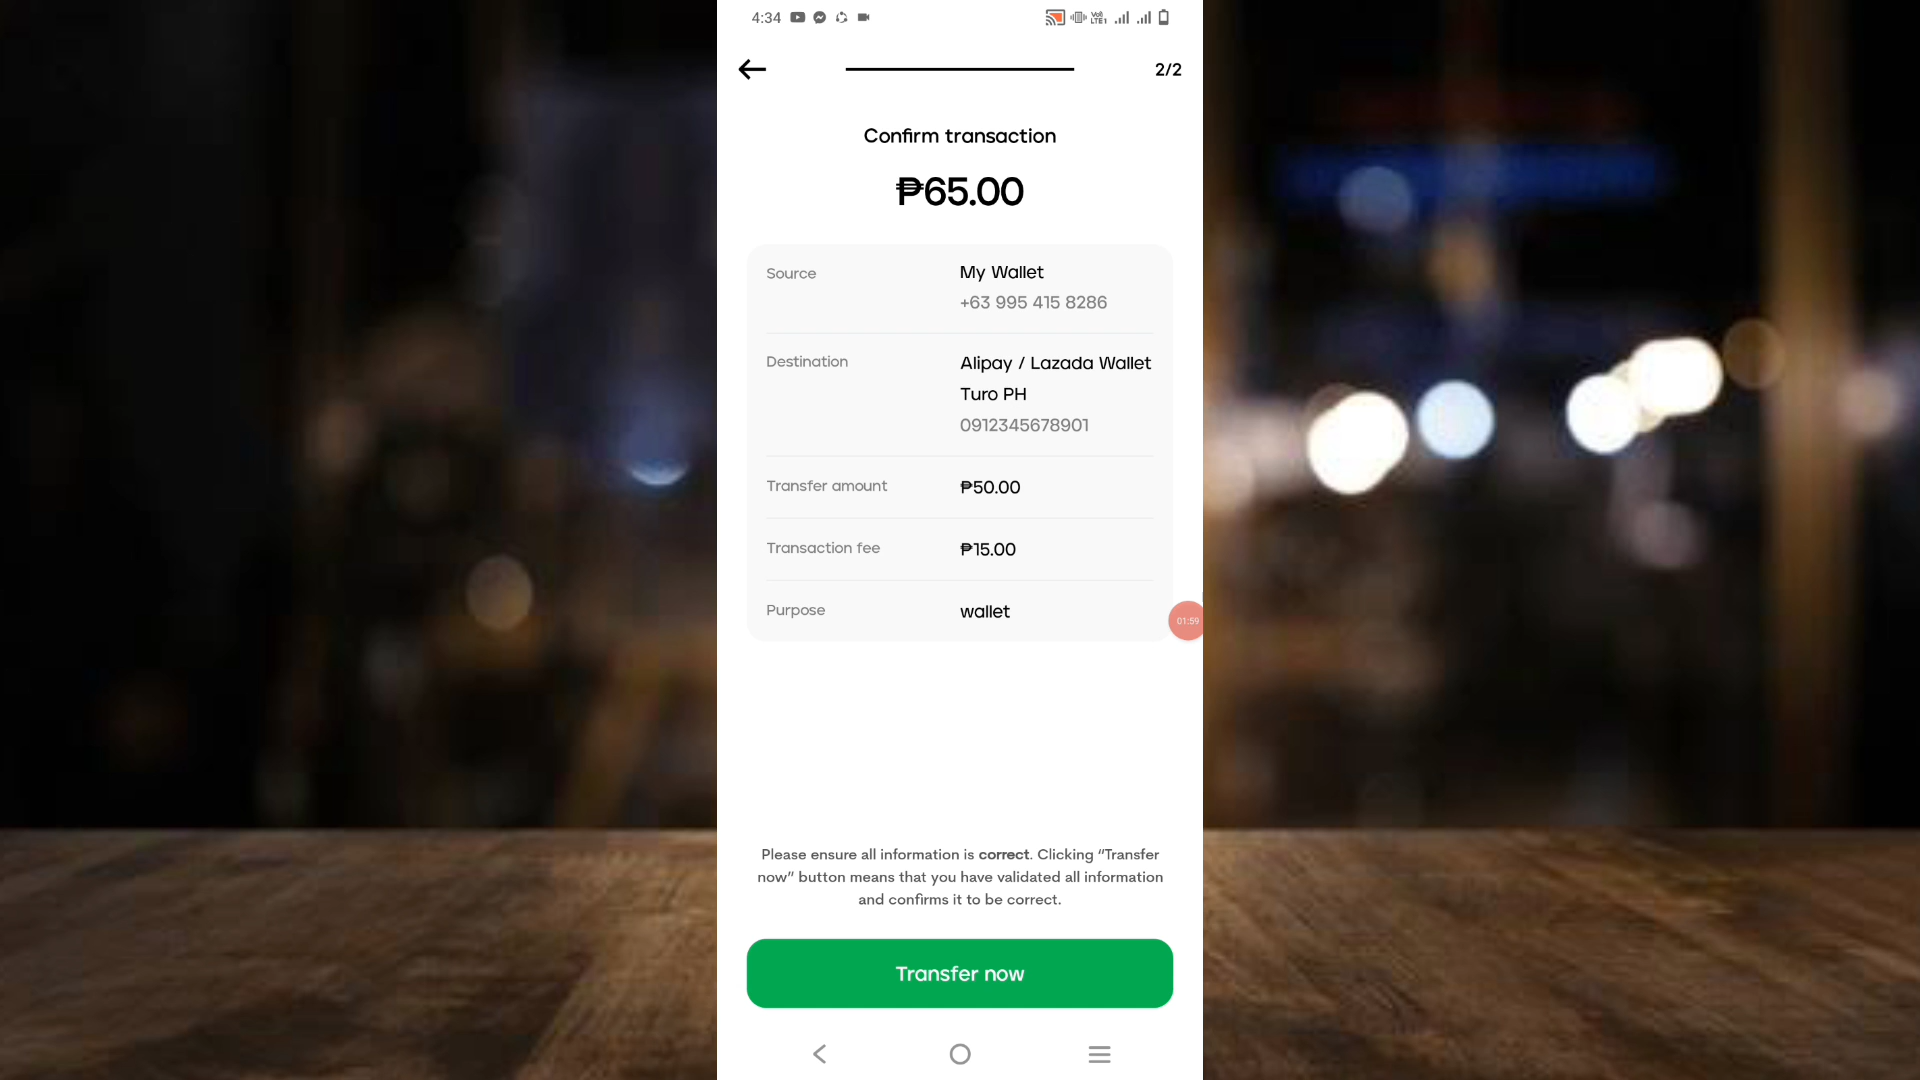 4:34
2/2
Confirm transaction
₱65.00
Source
My Wallet
+63 995 415 8286
Destination
Alipay / Lazada Wallet
Turo PH
0912345678901
Transfer amount
₱50.00
Transaction fee
₱15.00
Purpose
wallet
01:59
Please ensure all information is correct. Clicking “Transfer
now” button means that you have validated all information
and confirms it to be correct.
Transfer now